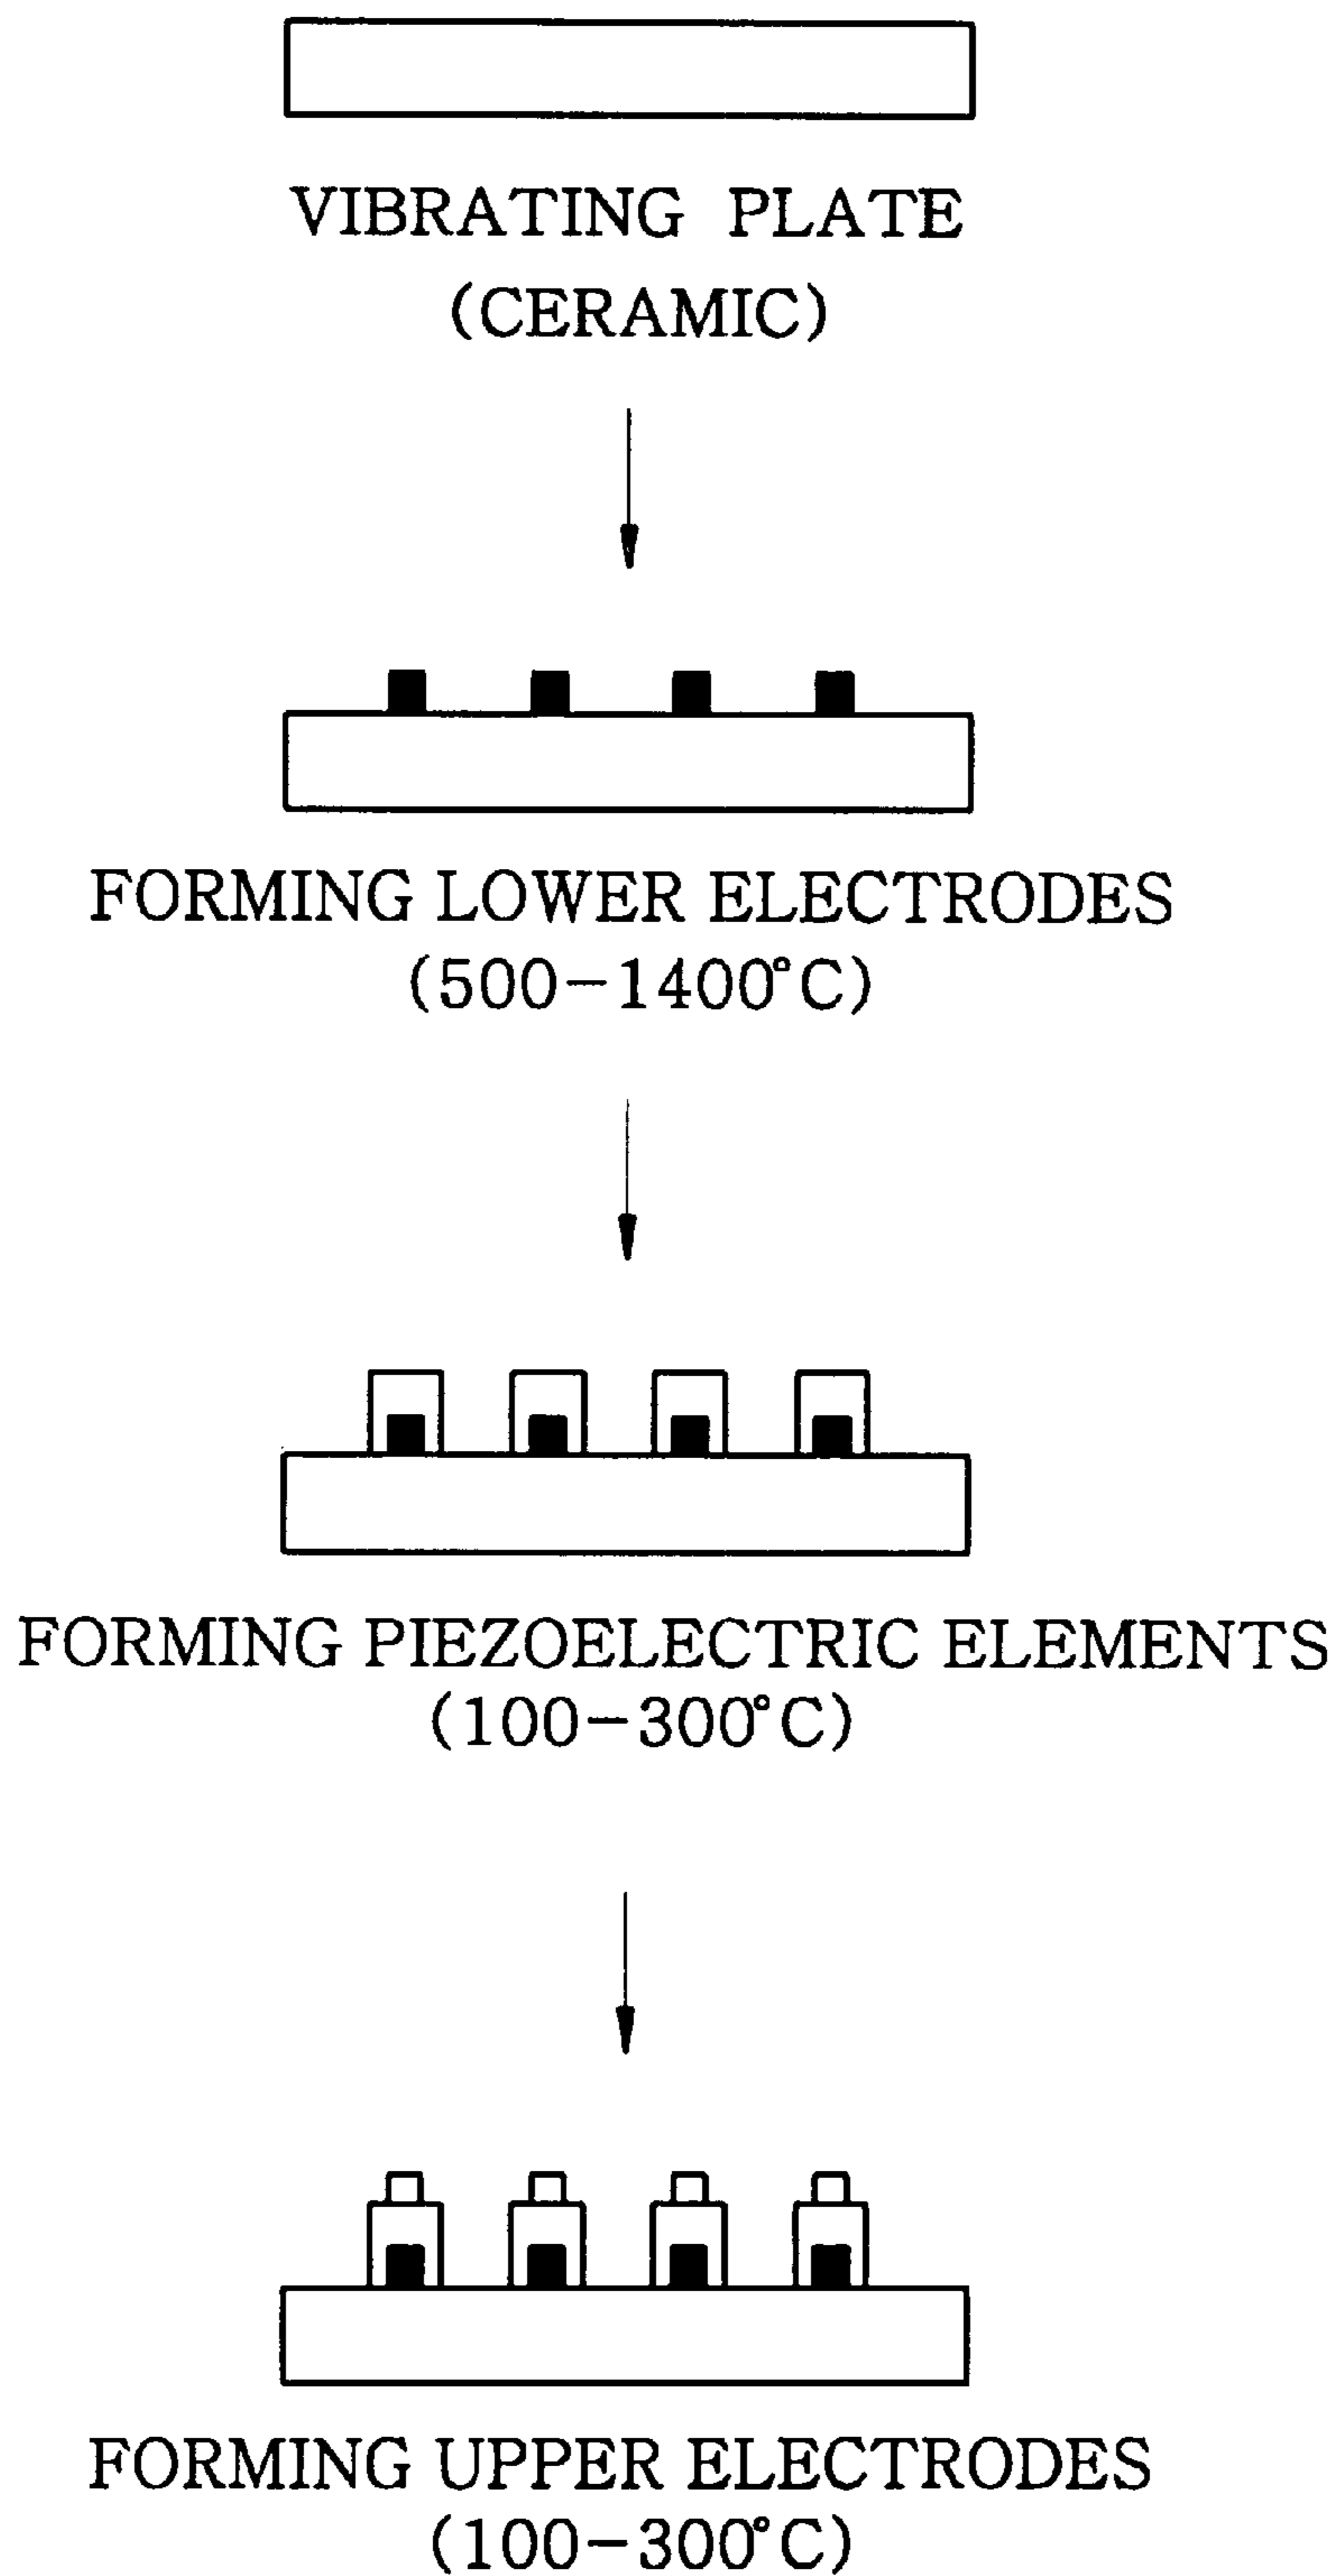 VIBRATING PLATE
(CERAMIC)
FORMING LOWER ELECTRODES
(500-1400°C)
FORMING PIEZOELECTRIC ELEMENTS
(100-300°C)
FORMING UPPER ELECTRODES
(100-300°C)